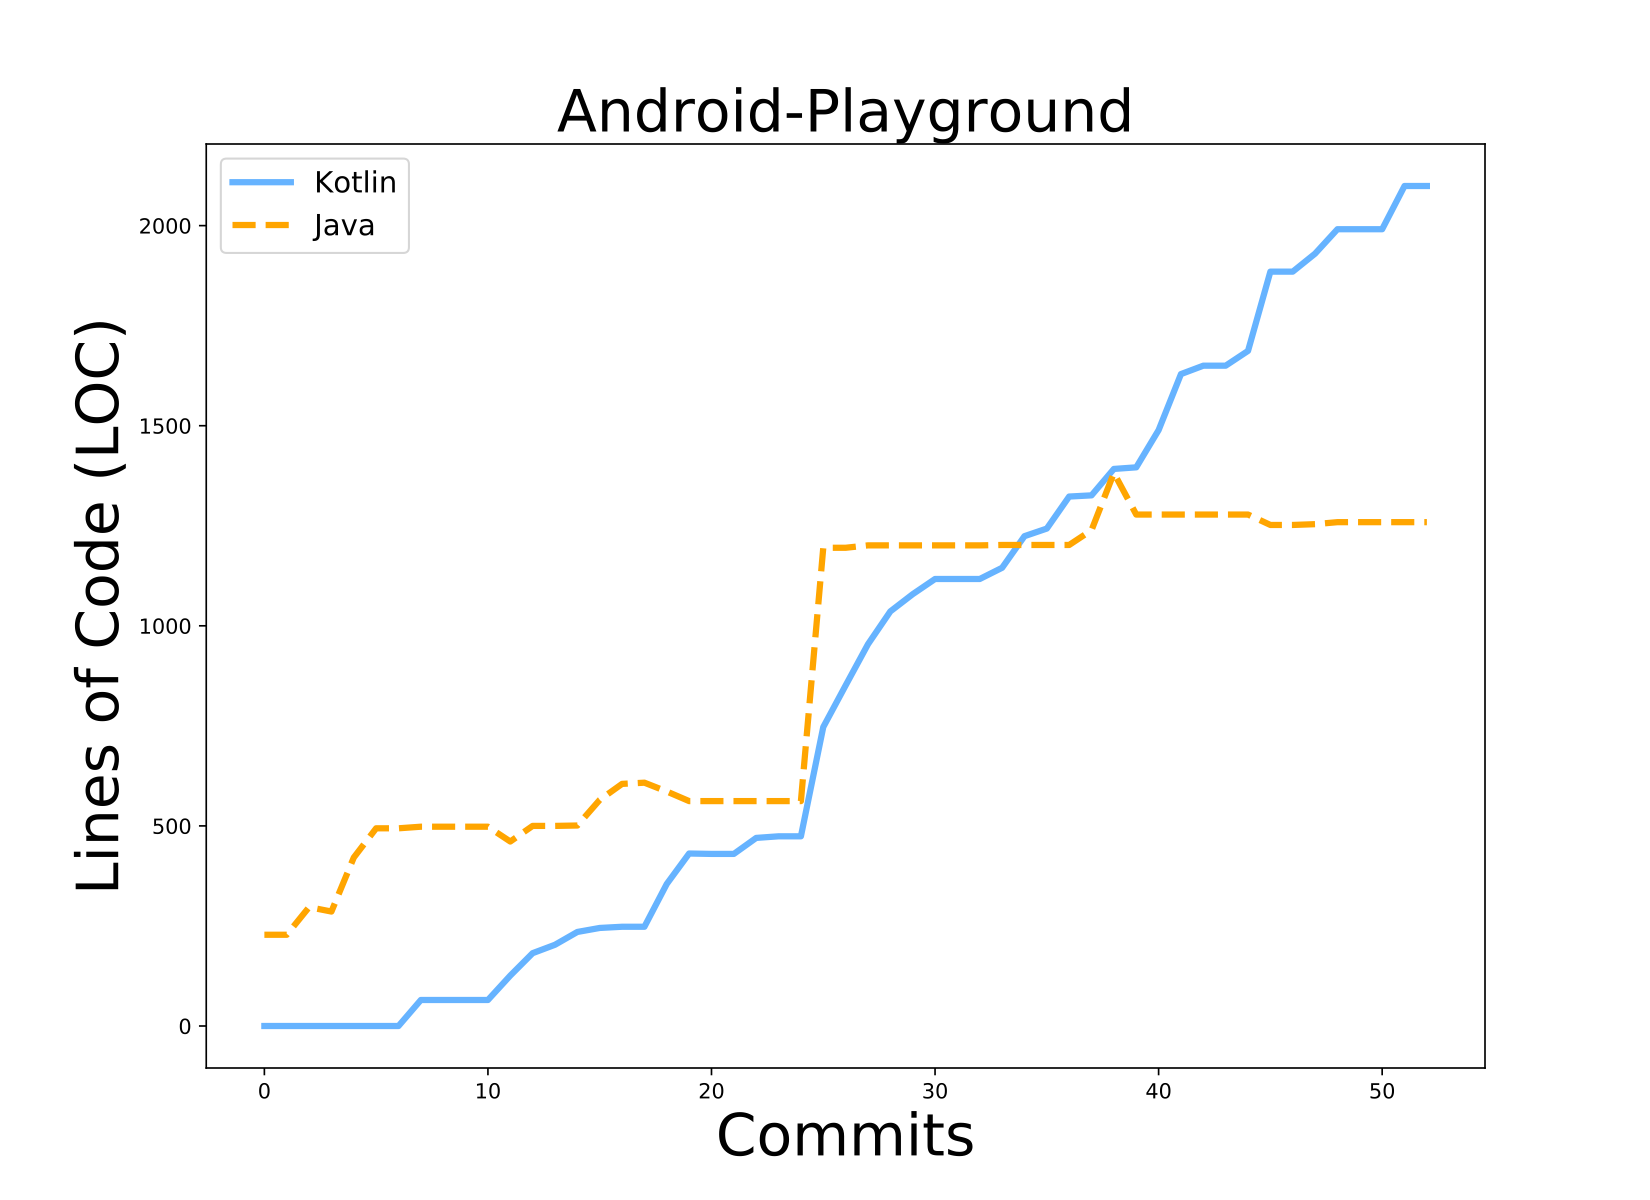 Android-Playground
Kotlin
Java
Lines of Code (LOC)
2000
1500
1000
500
0
0 10 20 30 40 50
Commits